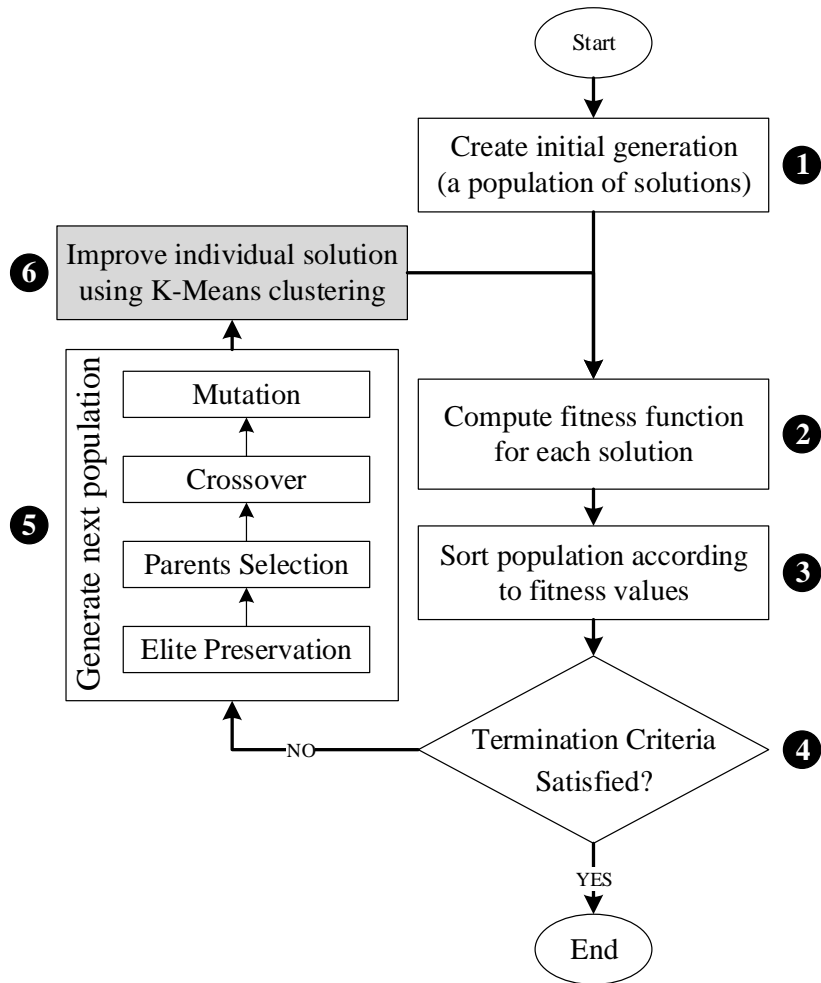 Start
Create initial generation
(a population of solutions)
1
Improve individual solution
using K-Means clustering
6
Compute fitness function
for each solution
2
Generate next population
Mutation
Crossover
Parents Selection
Elite Preservation
5
Sort population according
to fitness values
3
Termination Criteria
Satisfied?
4
NO
YES
End